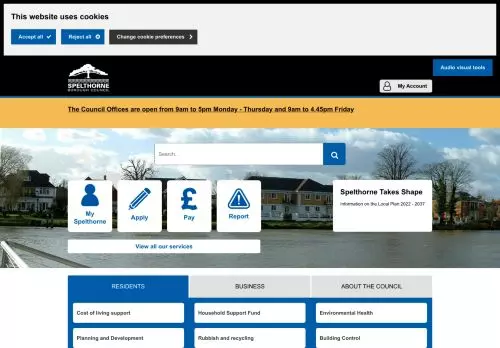 This website uses cookies
Accept all
Reject all
Change cookie preferences
Audio visual tools
SPELTHORNE
BOROUGH COUNCIL
My Account
The Council Offices are open from 9am to 5pm Monday - Thursday and 9am to 4.45pm Friday
Search...
My
Spelthorne
Apply
Pay
Report
Spelthorne Takes Shape
Information on the Local Plan 2022 - 2037
View all our services
RESIDENTS
BUSINESS
ABOUT THE COUNCIL
Cost of living support
Household Support Fund
Environmental Health
Planning and Development
Rubbish and recycling
Building Control